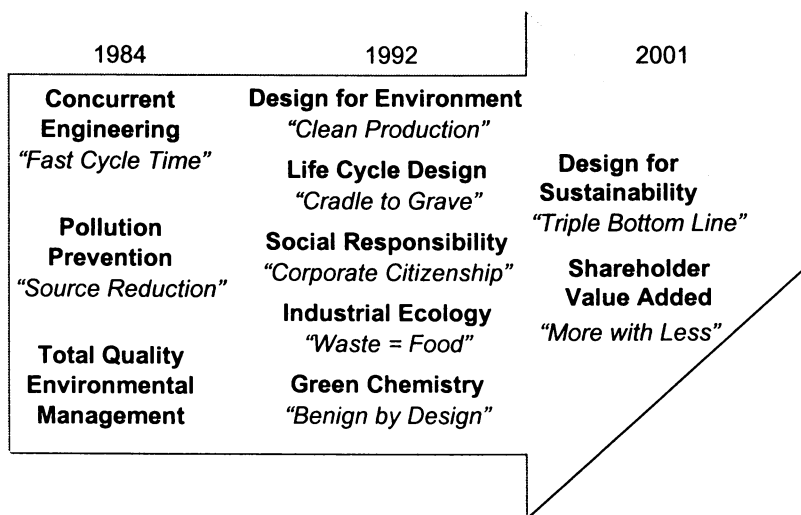 1984
Concurrent
Engineering
“Fast Cycle Time”
Pollution
Prevention
“Source Reduction”
Total Quality
Environmental
Management
1992
Design for Environment
“Clean Production”
Life Cycle Design
“Cradle to Grave”
Social Responsibility
“Corporate Citizenship”
Industrial Ecology
“Waste = Food”
Green Chemistry
“Benign by Design”
2001
Design for
Sustainability
“Triple Bottom Line”
Shareholder
Value Added
“More with Less”